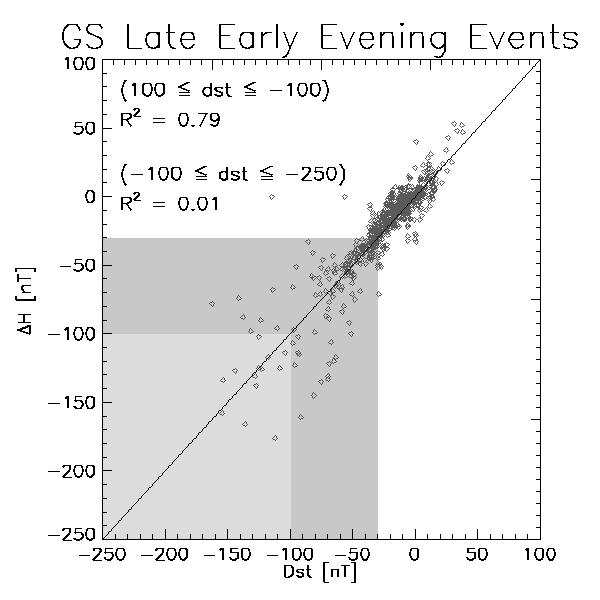 GS Late Early Evening Events
(100 ≦ dst ≦ −100)
R² = 0.79
(−100 ≦ dst ≦ −250)
R² = 0.01
100
50
0
−50
−100
−150
−200
−250
ΔH [nT]
−250 −200 −150 −100 −50 0 50 100
Dst [nT]